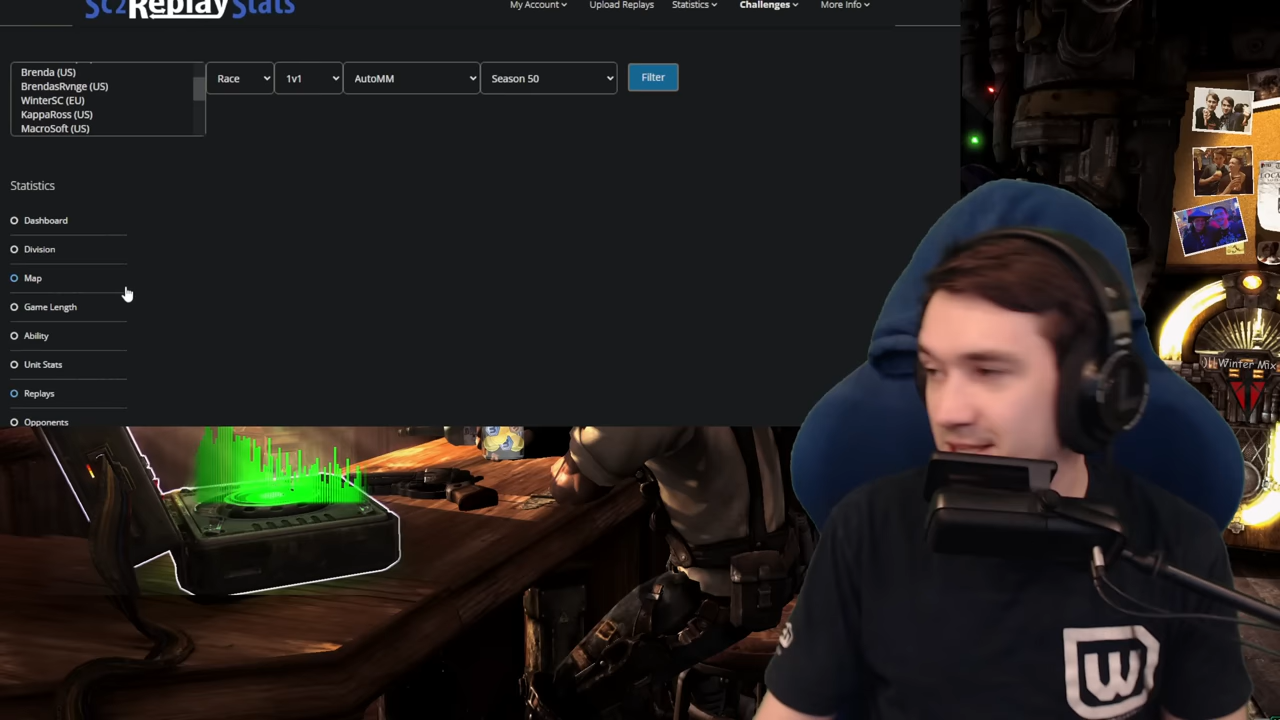 Sc2ReplayStats
My Account
Upload Replays
Statistics
Challenges
More Info
Brenda (US)
BrendasRvnge (US)
WinterSC (EU)
KappaRoss (US)
MacroSoft (US)
Race
1v1
AutoMM
Season 50
Filter
Statistics
Dashboard
Division
Map
Game Length
Ability
Unit Stats
Replays
Opponents
Winter Mix
W